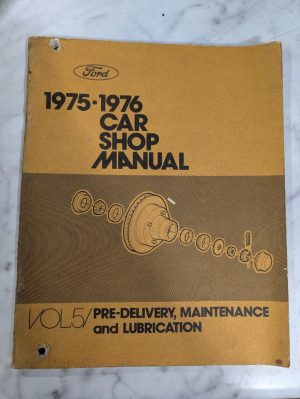 Ford
1975-1976
CAR
SHOP
MANUAL
VOL.5/ PRE-DELIVERY, MAINTENANCE
and LUBRICATION